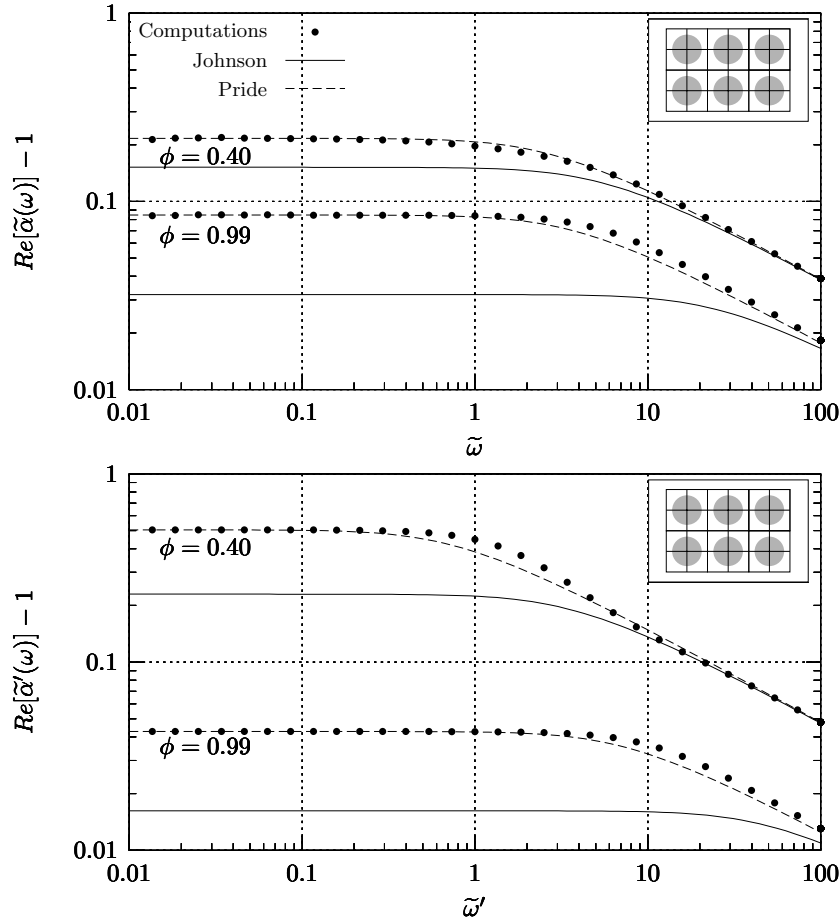 1
Computations
Johnson
Pride
φ = 0.40
Re[α̃(ω)] − 1
0.1
φ = 0.99
0.01
0.01 0.1 1 10 100
ω̃
1
φ = 0.40
Re[α̃′(ω)] − 1
0.1
φ = 0.99
0.01
0.01 0.1 1 10 100
ω̃′